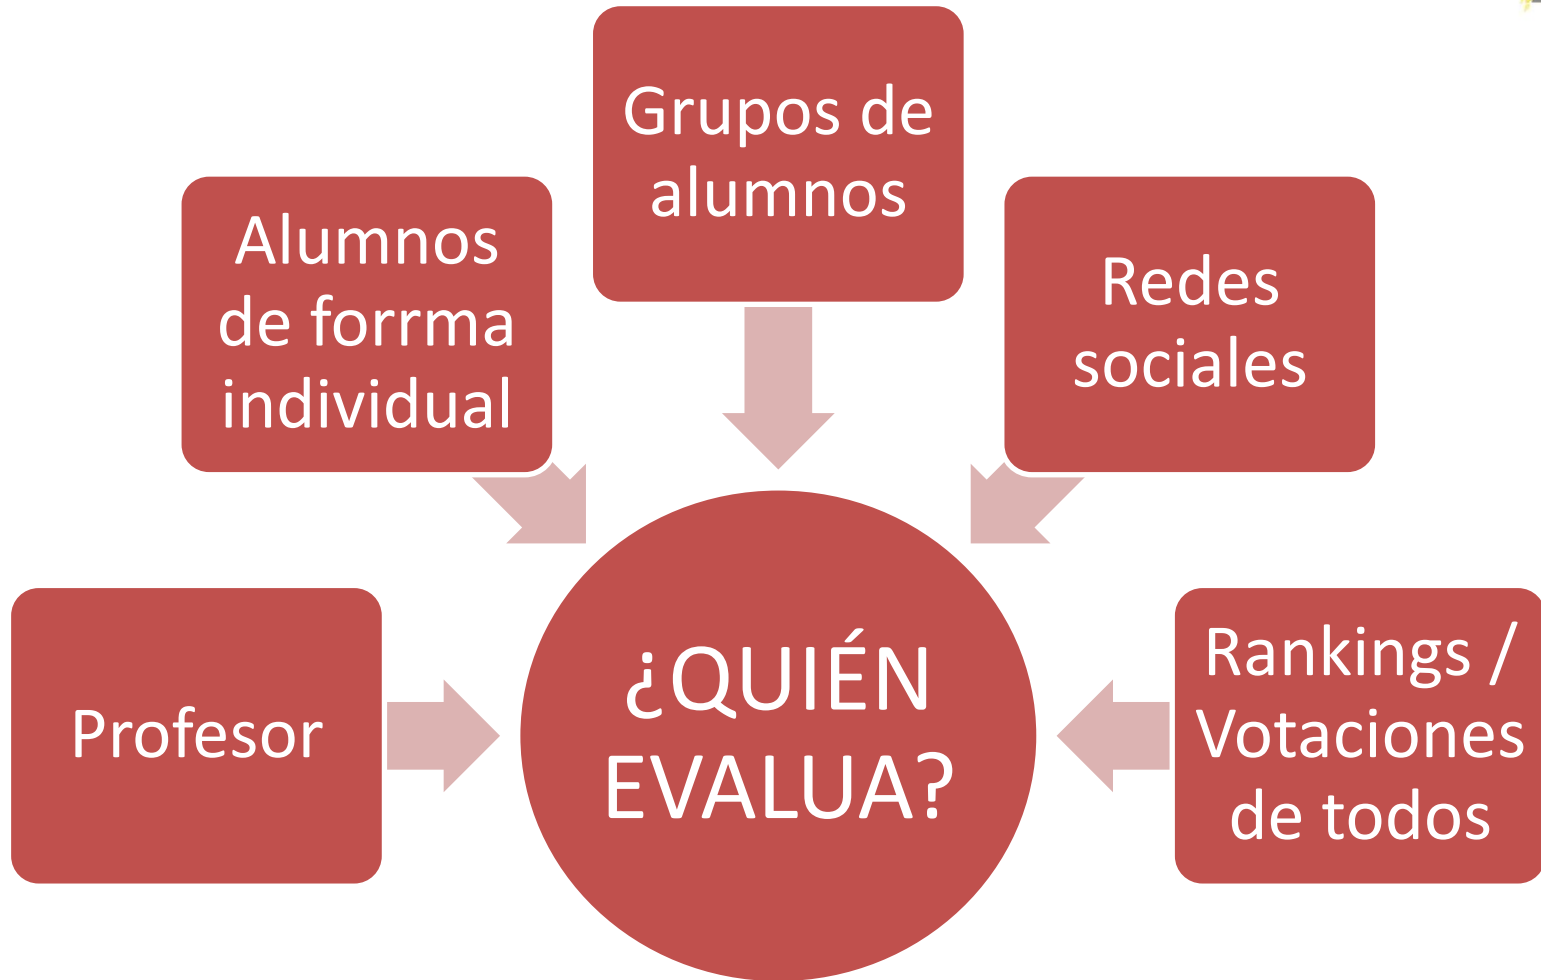 Grupos de
alumnos
Alumnos
de forrma
individual
Redes
sociales
Profesor
¿QUIÉN
EVALUA?
Rankings /
Votaciones
de todos